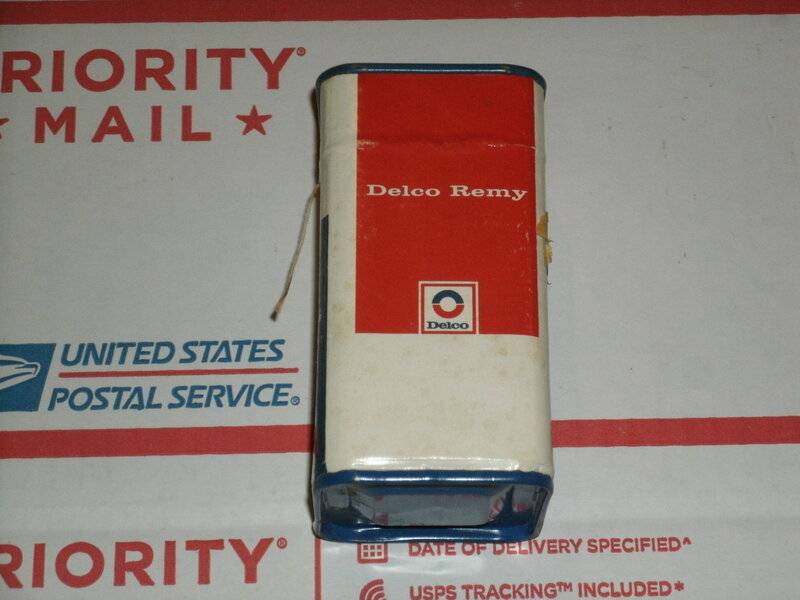 RIORITY®
★ MAIL ★
Delco Remy
Delco
UNITED STATES
POSTAL SERVICE®
RIORITY®
DATE OF DELIVERY SPECIFIED^
USPS TRACKING™ INCLUDED*